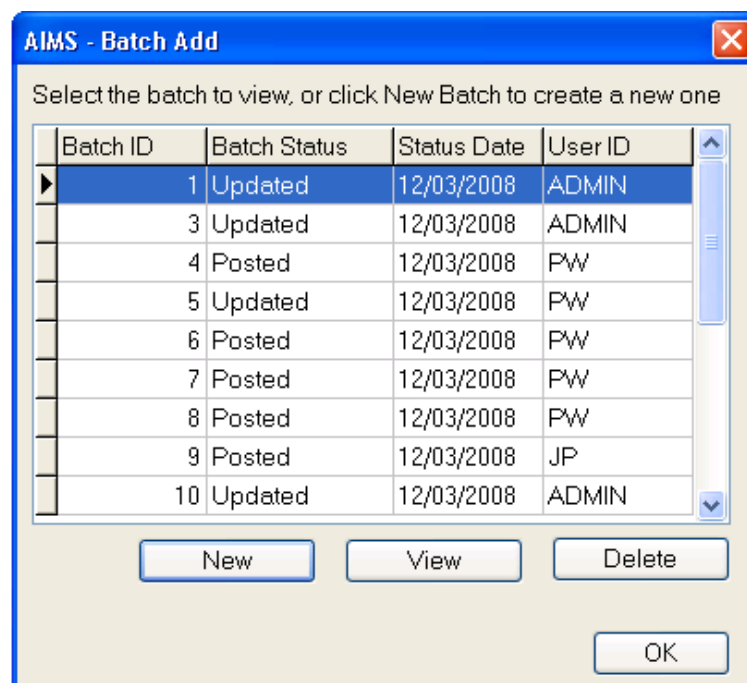 AIMS - Batch Add
Select the batch to view, or click New Batch to create a new one
Batch ID Batch Status Status Date User ID
1 Updated 12/03/2008 ADMIN
3 Updated 12/03/2008 ADMIN
4 Posted 12/03/2008 PW
5 Updated 12/03/2008 PW
6 Posted 12/03/2008 PW
7 Posted 12/03/2008 PW
8 Posted 12/03/2008 PW
9 Posted 12/03/2008 JP
10 Updated 12/03/2008 ADMIN
New View Delete
OK